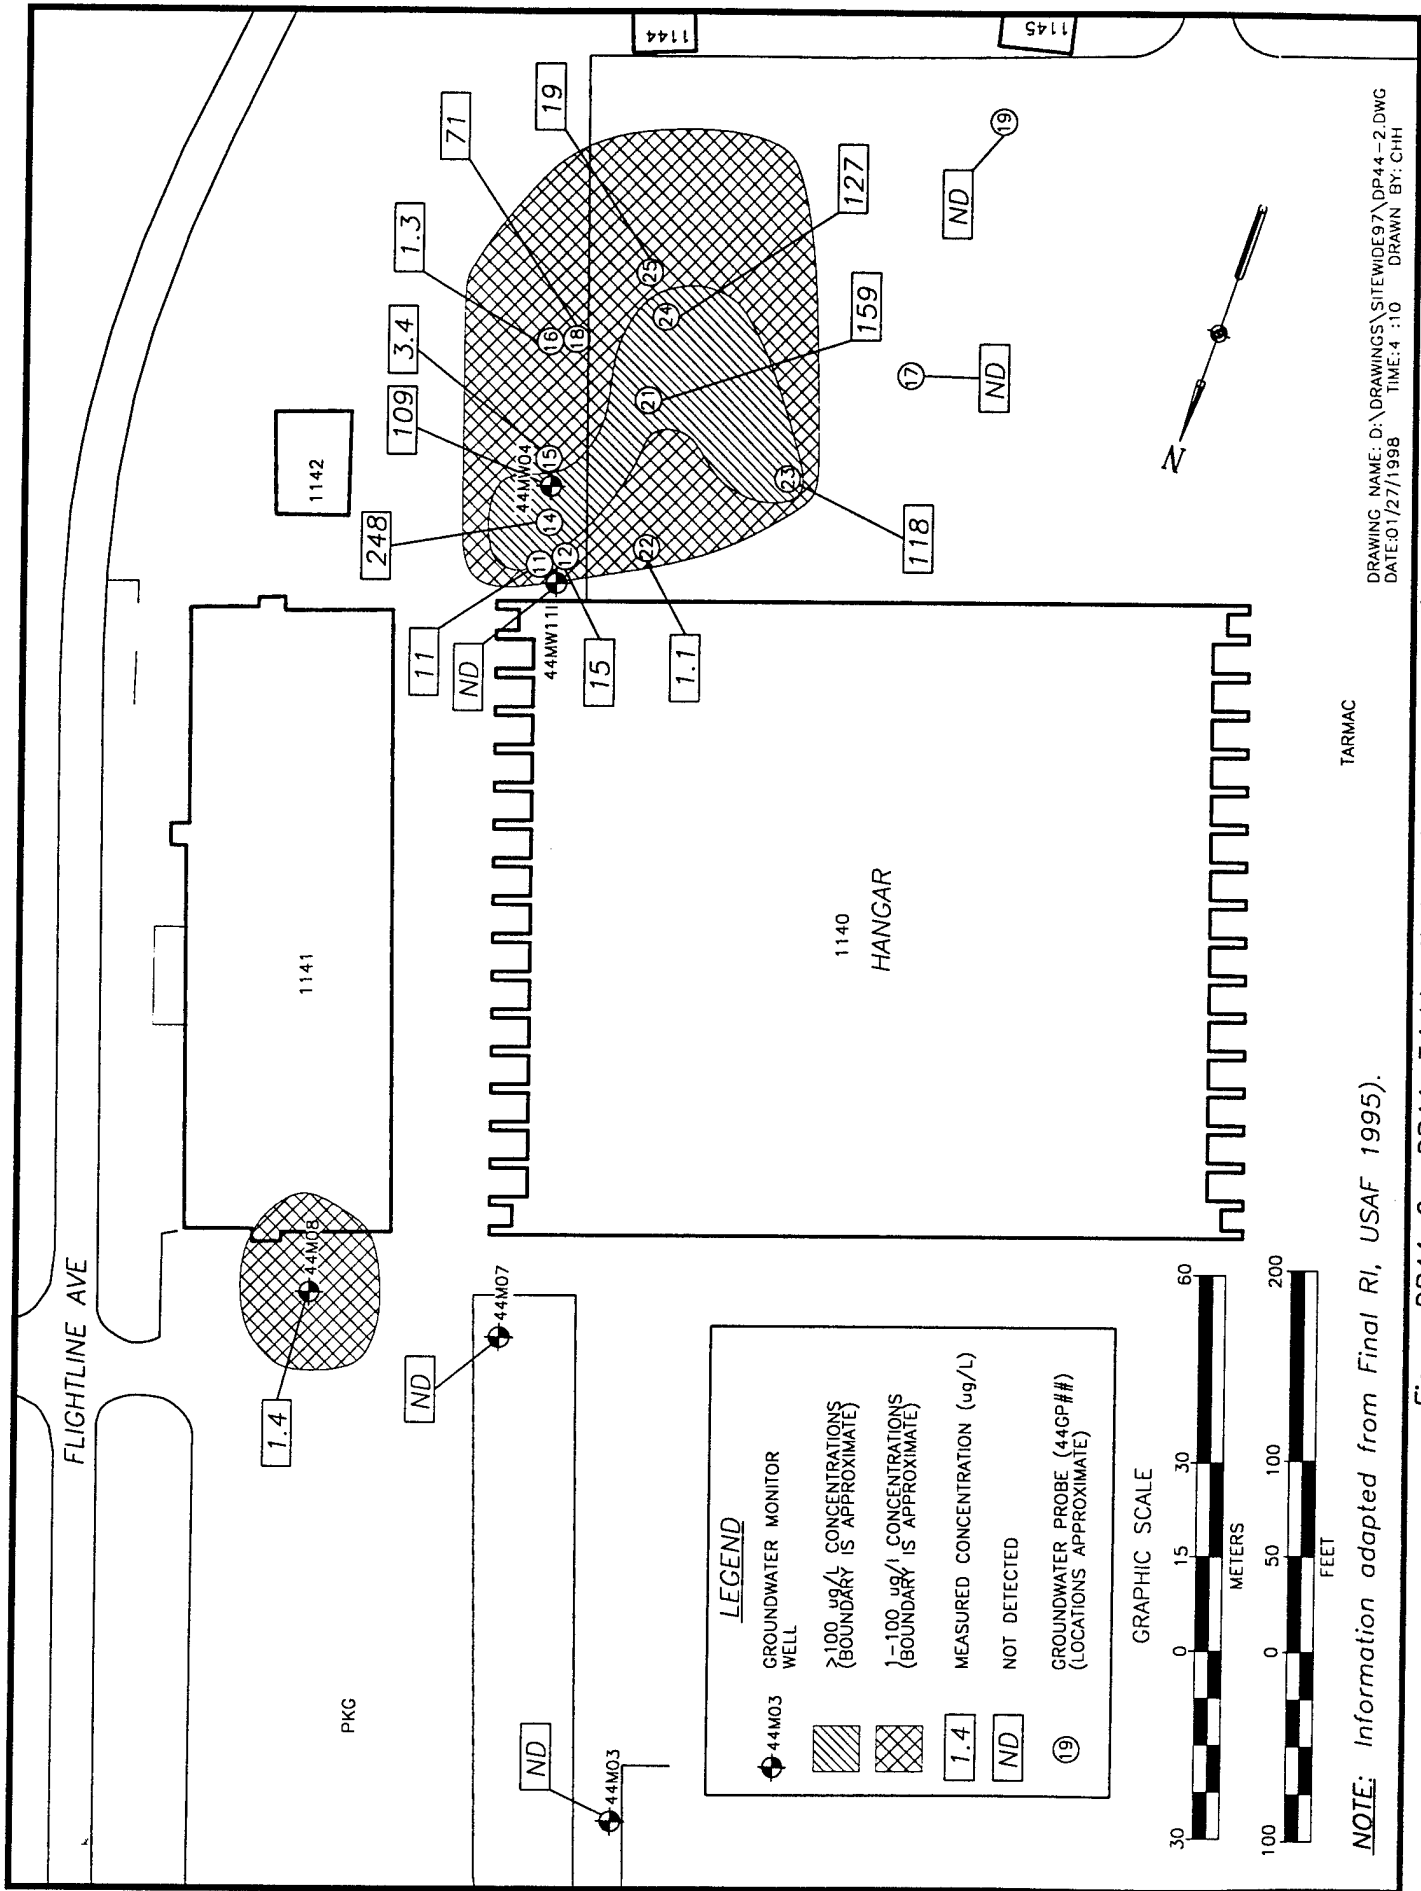 FLIGHTLINE AVE
PKG
1141
1142
1144
1145
1140
HANGAR
TARMAC
1.4
44M08
ND
44M07
ND
44M03
11
ND
44MW11I
248
109
44MW04
3.4
1.3
71
19
127
159
118
1.1
15
ND
ND
11
12
14
15
16
18
25
24
21
22
23
17
19
N
LEGEND
44M03
GROUNDWATER MONITOR
WELL
>100 ug/L CONCENTRATIONS
(BOUNDARY IS APPROXIMATE)
1-100 ug/l CONCENTRATIONS
(BOUNDARY IS APPROXIMATE)
1.4
MEASURED CONCENTRATION (ug/L)
ND
NOT DETECTED
19
GROUNDWATER PROBE (44GP##)
(LOCATIONS APPROXIMATE)
GRAPHIC SCALE
30 0 15 30 60
METERS
100 0 50 100 200
FEET
NOTE: Information adapted from Final RI, USAF 1995).
DRAWING NAME: D:\DRAWINGS\SITEWIDE97\DP44-2.DWG
DATE:01/27/1998 TIME:4 :10 DRAWN BY: CHH